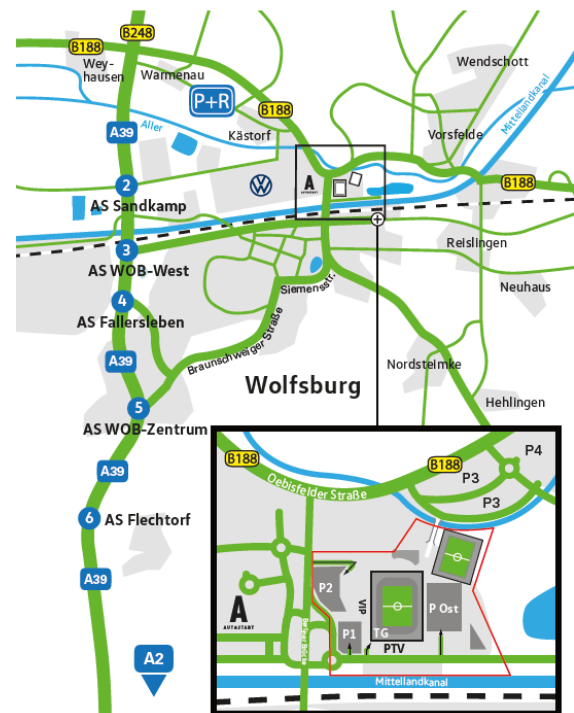 B248
B188
Wey-
hausen
Warmenau
P+R
B188
Wendschott
Mittellandkanal
A39
Aller
Kästorf
Vorsfelde
2
AS Sandkamp
A
AUTOSTADT
B188
3
AS WOB-West
Reislingen
4
AS Fallersleben
Siemensstr.
Neuhaus
A39
Braunschweiger Straße
Nordsteimke
Wolfsburg
Hehlingen
5
AS WOB-Zentrum
A39
6
AS Flechtorf
A39
A2
B188
Oebisfelder Straße
B188
P4
P3
P3
P2
A
AUTOSTADT
Berliner Brücke
VIP
P Ost
P1
TG
PTV
Mittellandkanal